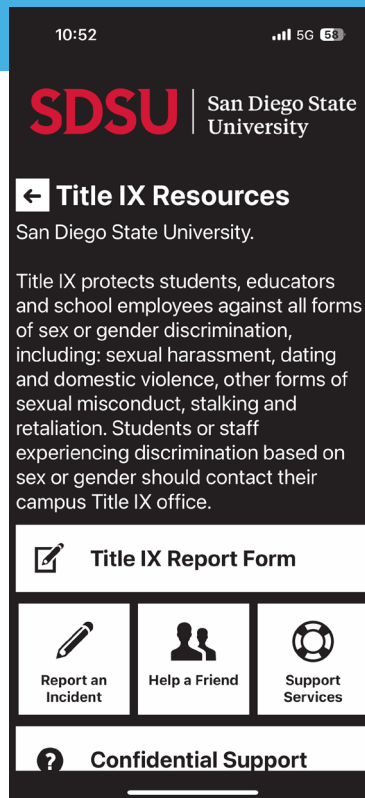 10:52
5G 58
SDSU
San Diego State
University
Title IX Resources
San Diego State University.
Title IX protects students, educators
and school employees against all forms
of sex or gender discrimination,
including: sexual harassment, dating
and domestic violence, other forms of
sexual misconduct, stalking and
retaliation. Students or staff
experiencing discrimination based on
sex or gender should contact their
campus Title IX office.
Title IX Report Form
Report an
Incident
Help a Friend
Support
Services
Confidential Support